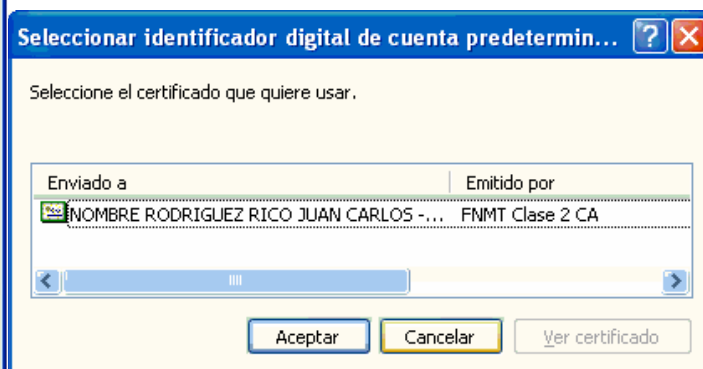 Seleccionar identificador digital de cuenta predetermin...
Seleccione el certificado que quiere usar.
Enviado a Emitido por
NOMBRE RODRIGUEZ RICO JUAN CARLOS -... FNMT Clase 2 CA
Aceptar Cancelar Ver certificado